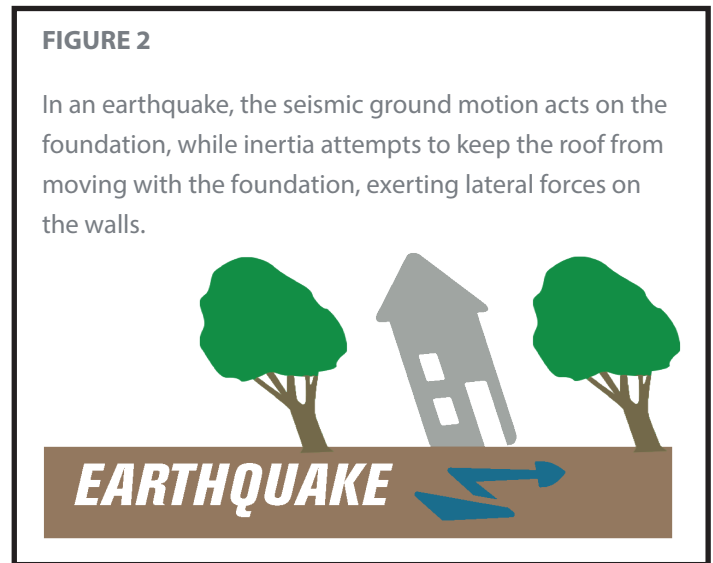 FIGURE 2
In an earthquake, the seismic ground motion acts on the
foundation, while inertia attempts to keep the roof from
moving with the foundation, exerting lateral forces on
the walls.
EARTHQUAKE